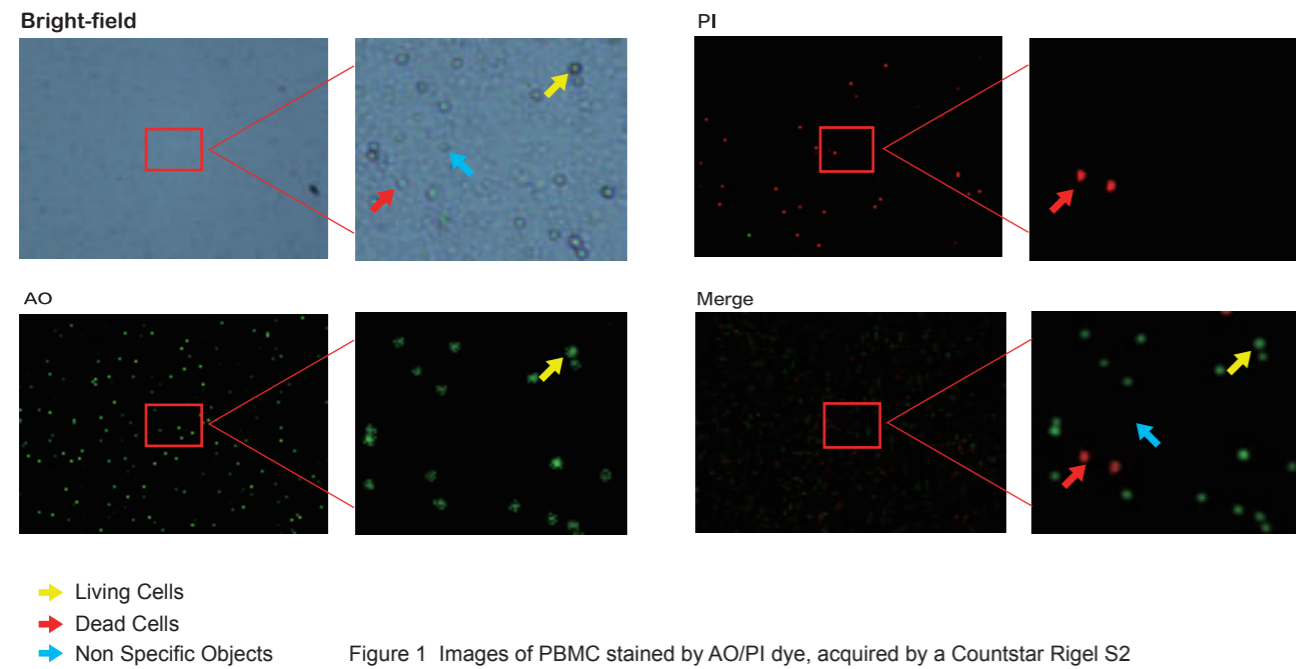 Bright-field
PI
AO
Merge
Living Cells
Dead Cells
Non Specific Objects
Figure 1 Images of PBMC stained by AO/PI dye, acquired by a Countstar Rigel S2